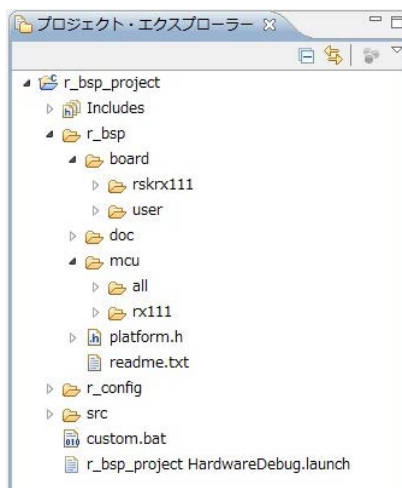 プロジェクト・エクスプローラー
r_bsp_project
Includes
r_bsp
board
rskrx111
user
doc
mcu
all
rx111
platform.h
readme.txt
r_config
src
custom.bat
r_bsp_project HardwareDebug.launch